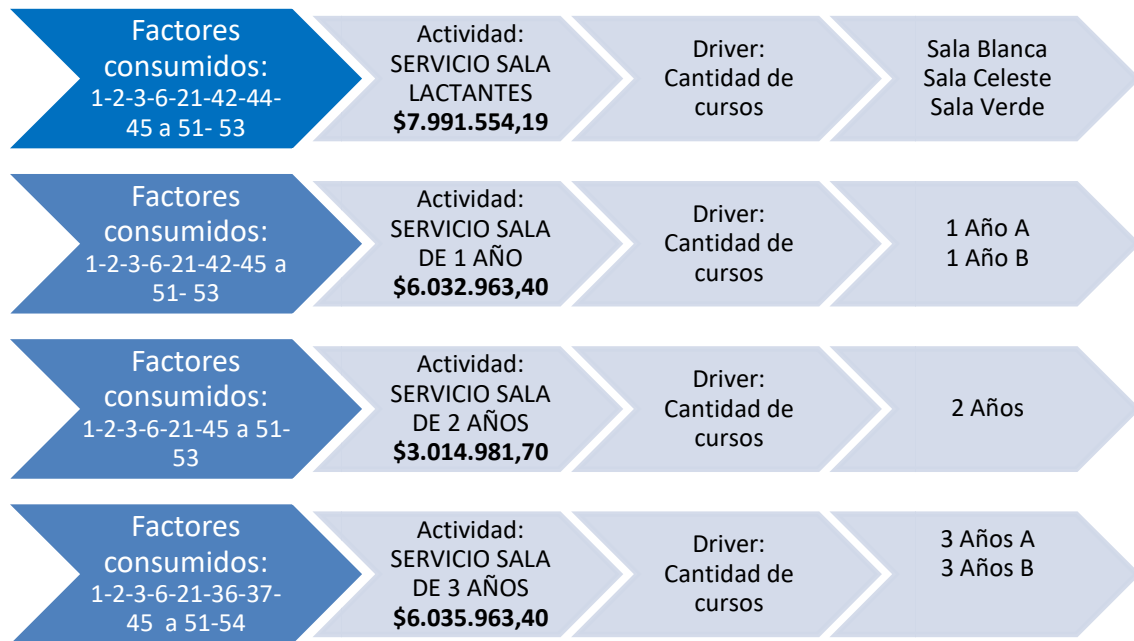 Factores
consumidos:
1-2-3-6-21-42-44-
45 a 51- 53
Actividad:
SERVICIO SALA
LACTANTES
$7.991.554,19
Driver:
Cantidad de
cursos
Sala Blanca
Sala Celeste
Sala Verde
Factores
consumidos:
1-2-3-6-21-42-45 a
51- 53
Actividad:
SERVICIO SALA
DE 1 AÑO
$6.032.963,40
Driver:
Cantidad de
cursos
1 Año A
1 Año B
Factores
consumidos:
1-2-3-6-21-45 a 51-
53
Actividad:
SERVICIO SALA
DE 2 AÑOS
$3.014.981,70
Driver:
Cantidad de
cursos
2 Años
Factores
consumidos:
1-2-3-6-21-36-37-
45 a 51-54
Actividad:
SERVICIO SALA
DE 3 AÑOS
$6.035.963,40
Driver:
Cantidad de
cursos
3 Años A
3 Años B